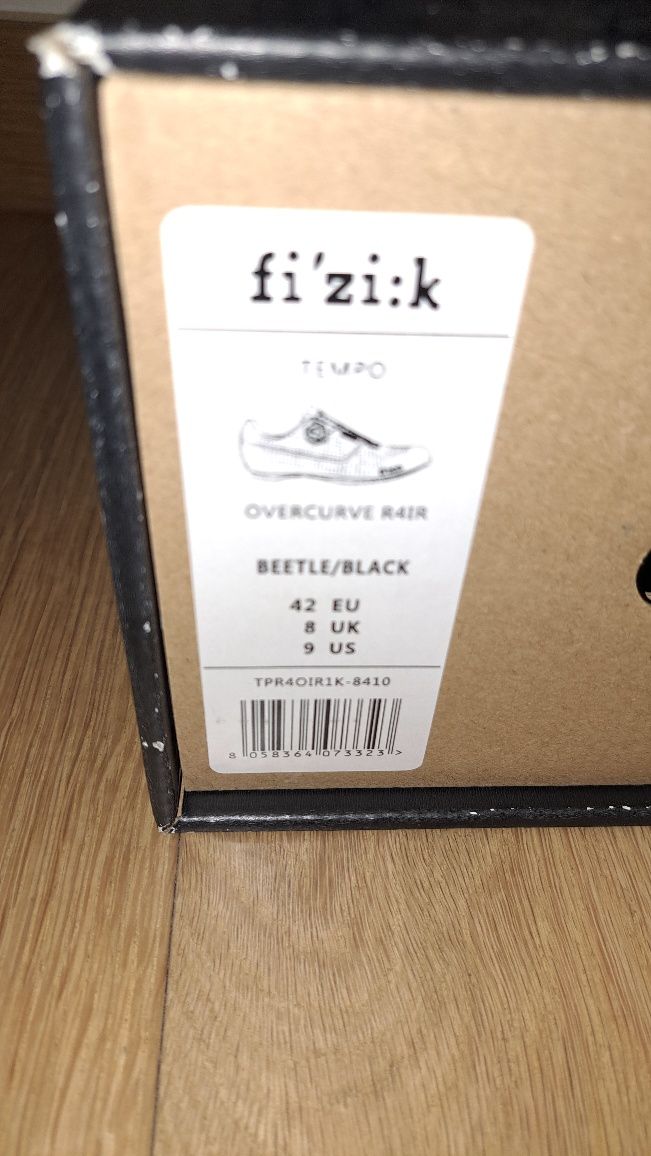 fi'zi:k
TEMPO
OVERCURVE R4IR
BEETLE/BLACK
42 EU
8 UK
9 US
TPR4OIR1K-8410
8 058364 073323 >